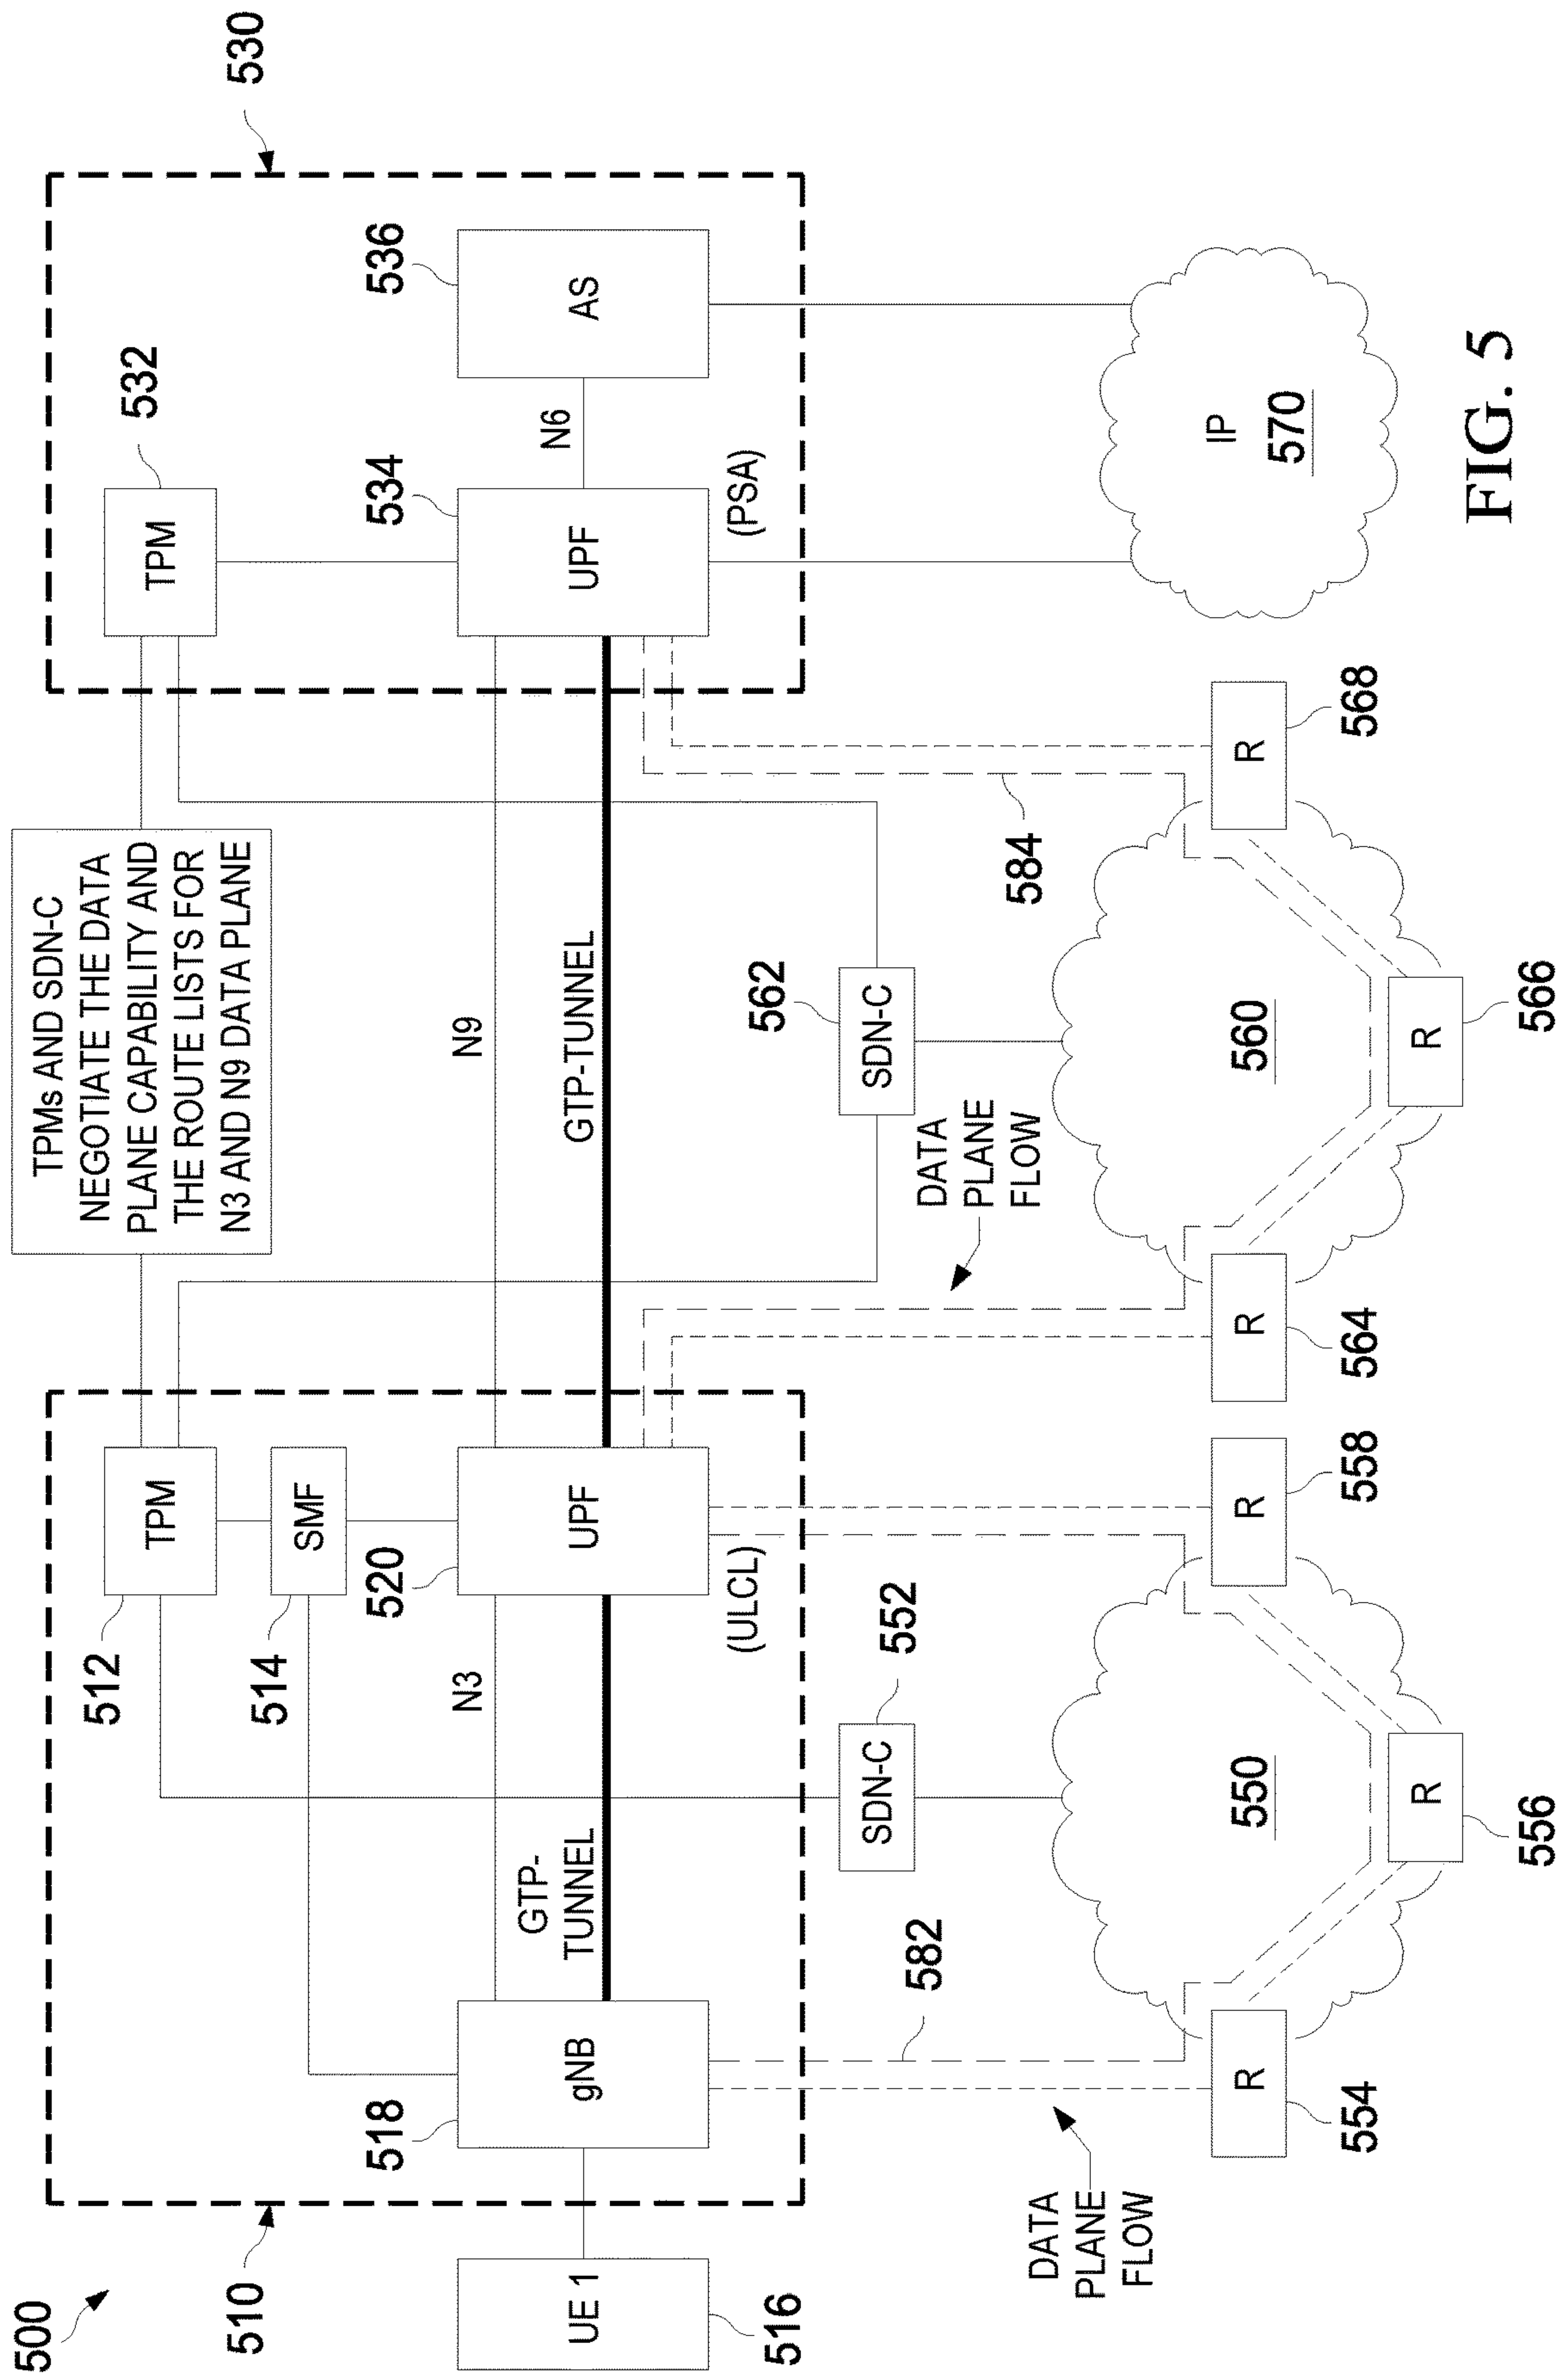 500
510
530
TPMs AND SDN-C
NEGOTIATE THE DATA
PLANE CAPABILITY AND
THE ROUTE LISTS FOR
N3 AND N9 DATA PLANE
512
TPM
TPM
532
514
SMF
518
520
534
536
N3
N9
UE 1
gNB
UPF
UPF
N6
AS
GTP-
TUNNEL
GTP-TUNNEL
516
(ULCL)
(PSA)
552
562
SDN-C
SDN-C
582
DATA
PLANE
FLOW
584
DATA
PLANE
FLOW
550
560
IP
570
R
R
R
R
554
558
564
568
R
R
556
566
FIG. 5